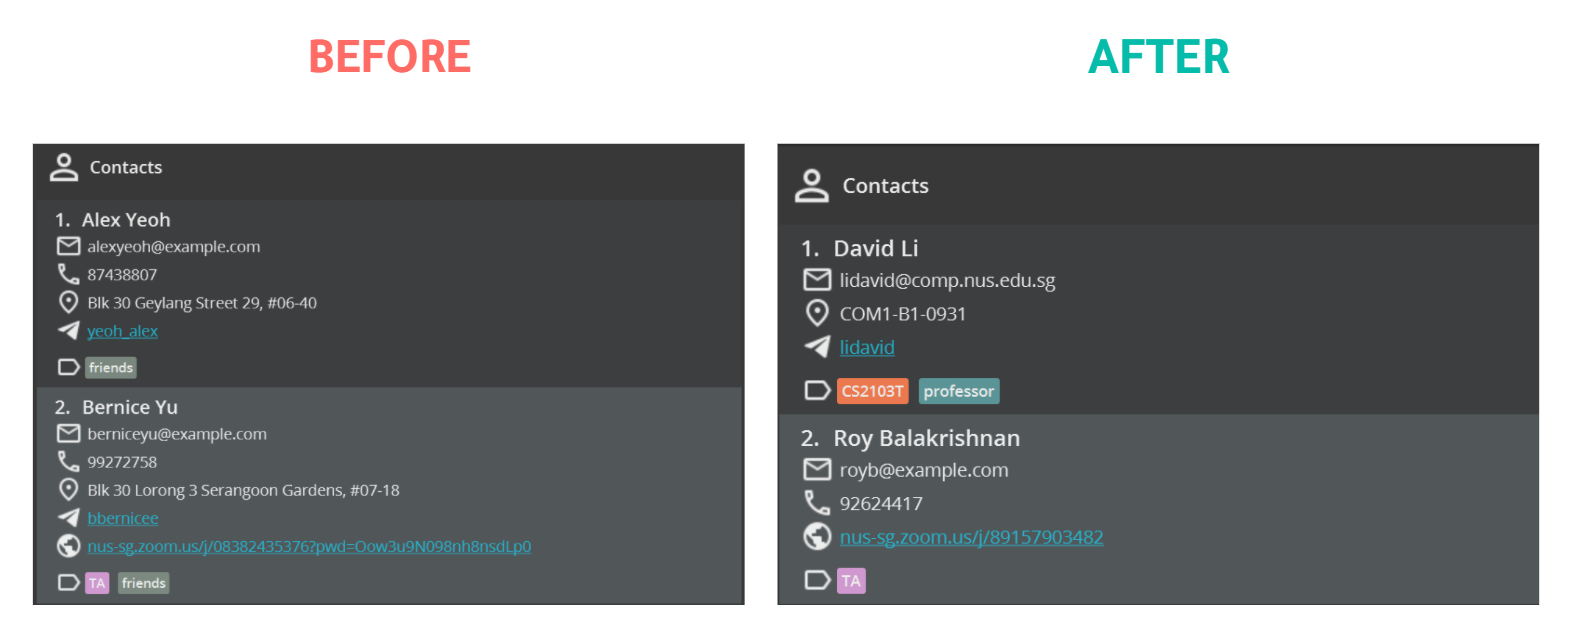 BEFORE
AFTER
Contacts
1. Alex Yeoh
alexyeoh@example.com
87438807
Blk 30 Geylang Street 29, #06-40
yeoh_alex
friends
2. Bernice Yu
berniceyu@example.com
99272758
Blk 30 Lorong 3 Serangoon Gardens, #07-18
bbernicee
nus-sg.zoom.us/j/08382435376?pwd=Oow3u9N098nh8nsdLp0
TA friends
Contacts
1. David Li
lidavid@comp.nus.edu.sg
COM1-B1-0931
lidavid
CS2103T professor
2. Roy Balakrishnan
royb@example.com
92624417
nus-sg.zoom.us/j/89157903482
TA